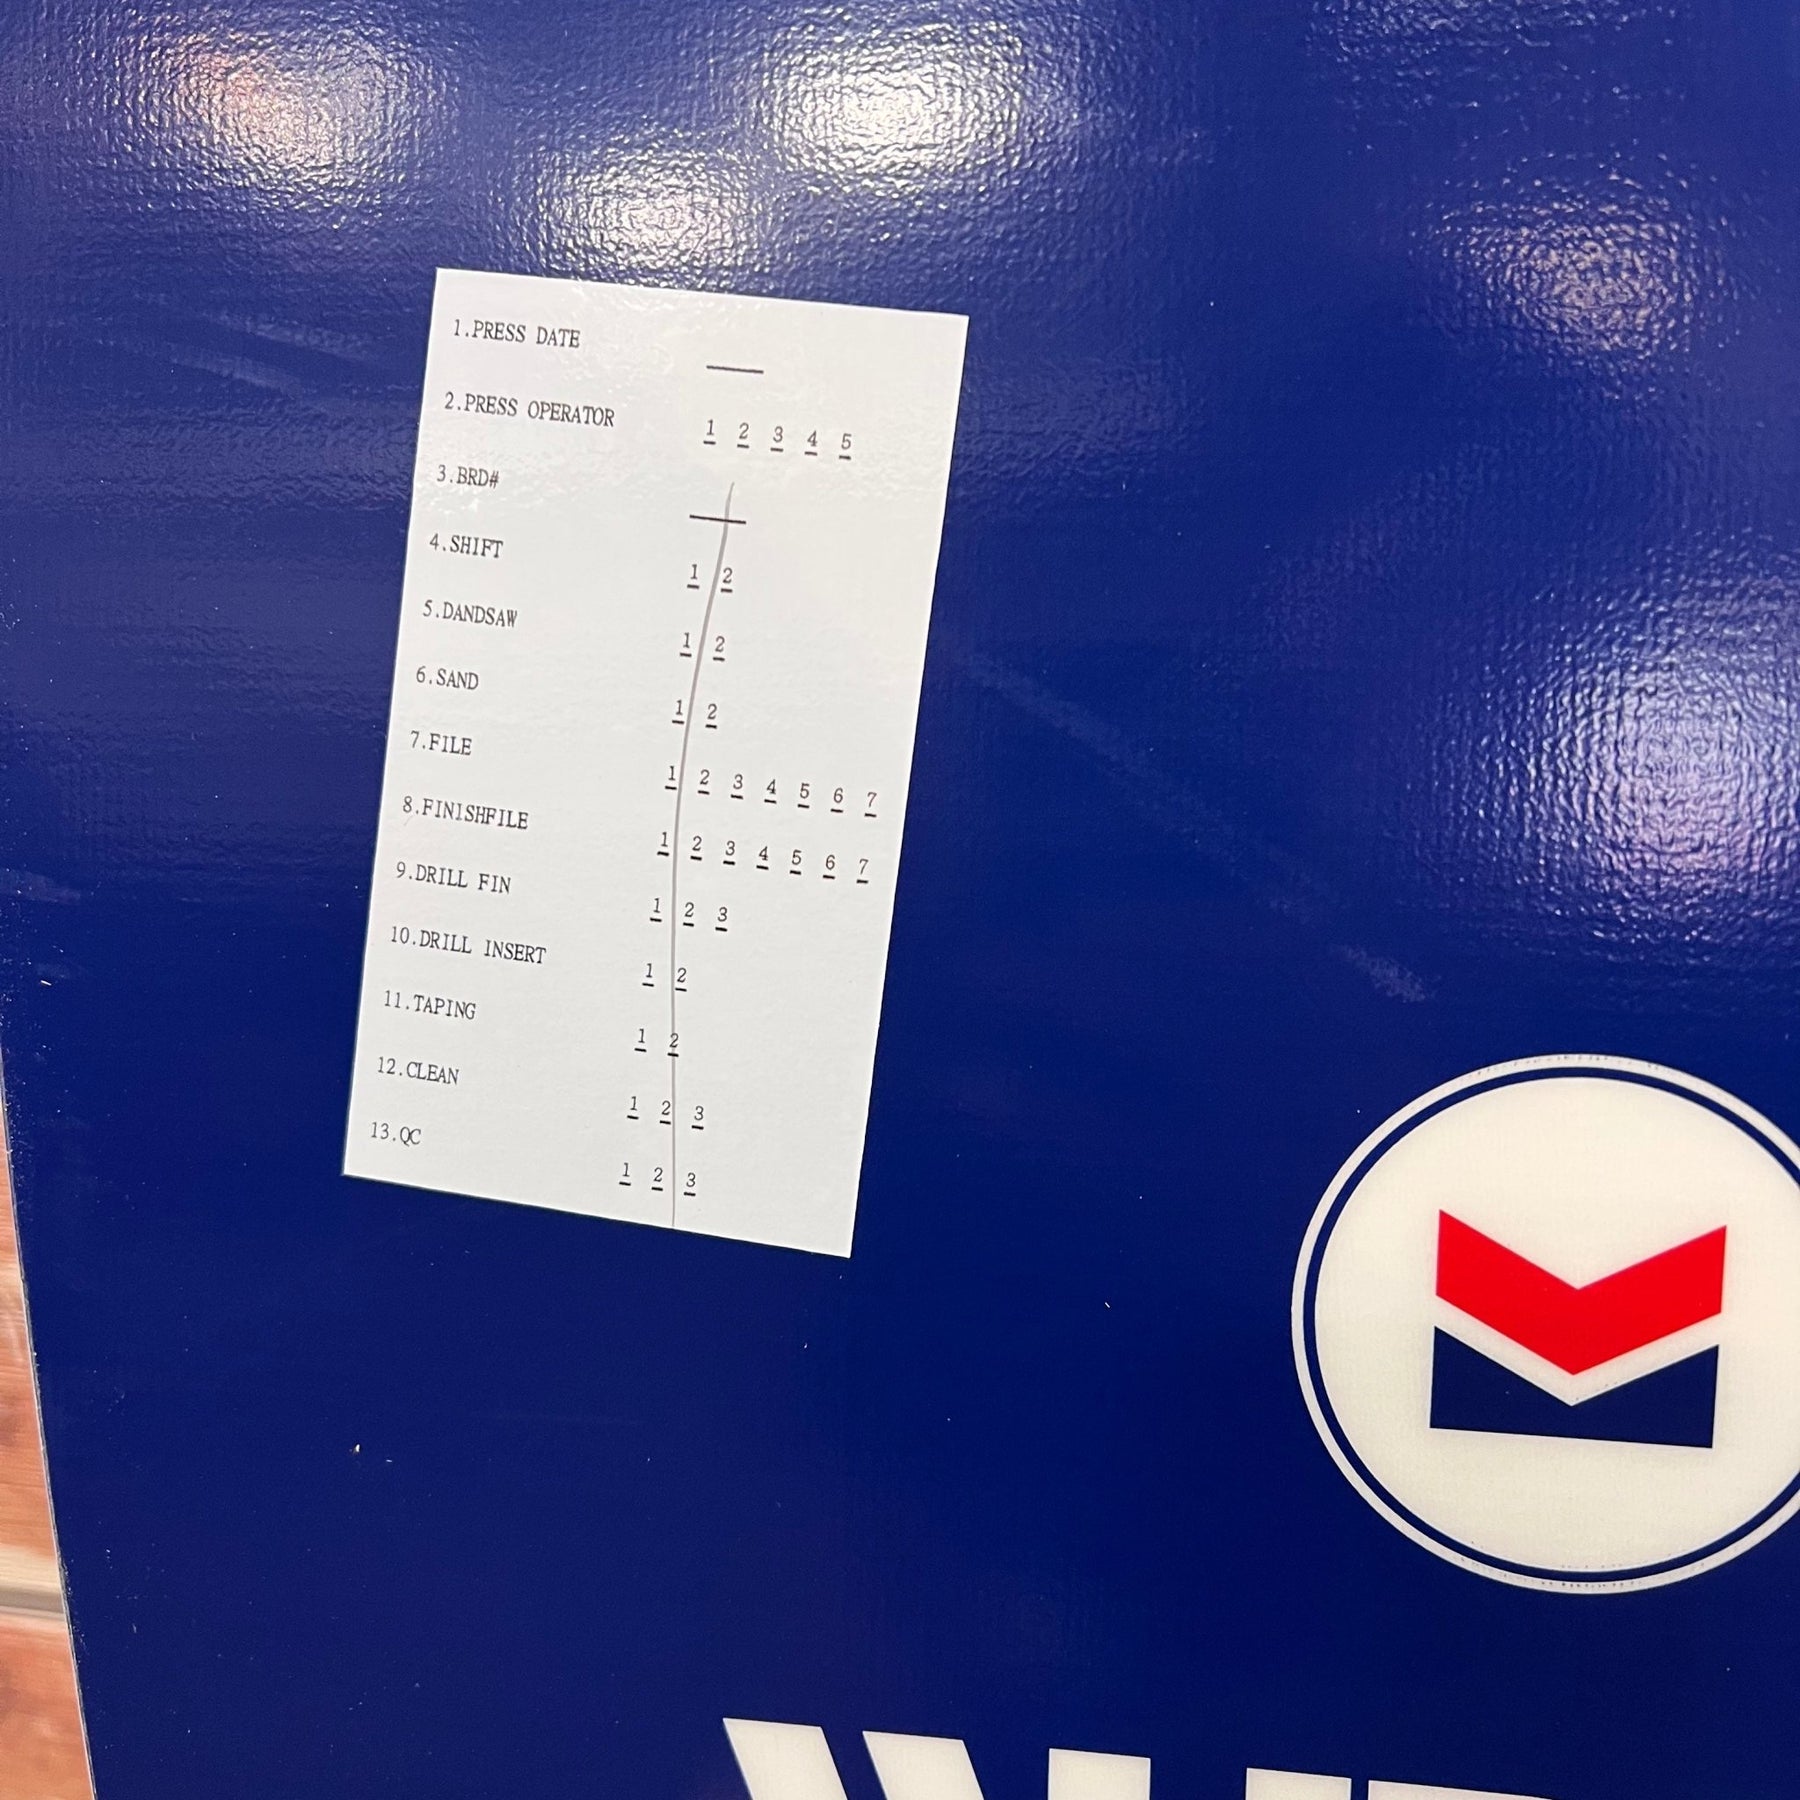 1.PRESS DATE
2.PRESS OPERATOR 1 2 3 4 5
3.BRD#
4.SHIFT 1 2
5.DANDSAW 1 2
6.SAND 1 2
7.FILE 1 2 3 4 5 6 7
8.FINISHFILE 1 2 3 4 5 6 7
9.DRILL FIN 1 2 3
10.DRILL INSERT 1 2
11.TAPING 1 2
12.CLEAN 1 2 3
13.QC 1 2 3